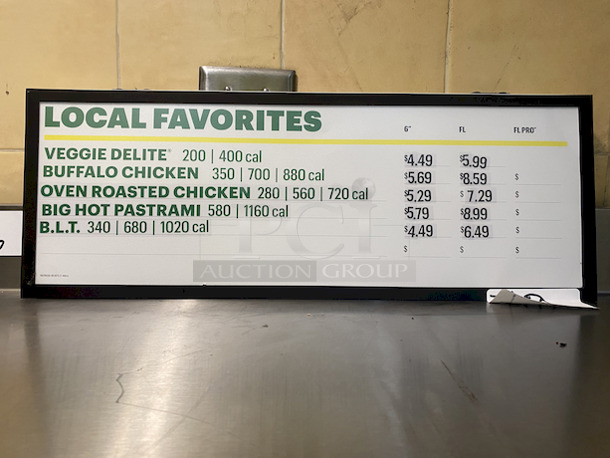 LOCAL FAVORITES 6" FL FL PRO™
VEGGIE DELITE® 200 | 400 cal $4.49 $5.99
BUFFALO CHICKEN 350 | 700 | 880 cal $5.69 $8.59 $
OVEN ROASTED CHICKEN 280 | 560 | 720 cal $5.29 $7.29 $
BIG HOT PASTRAMI 580 | 1160 cal $5.79 $8.99 $
B.L.T. 340 | 680 | 1020 cal $4.49 $6.49 $
$ $ $
PCI
AUCTION GROUP